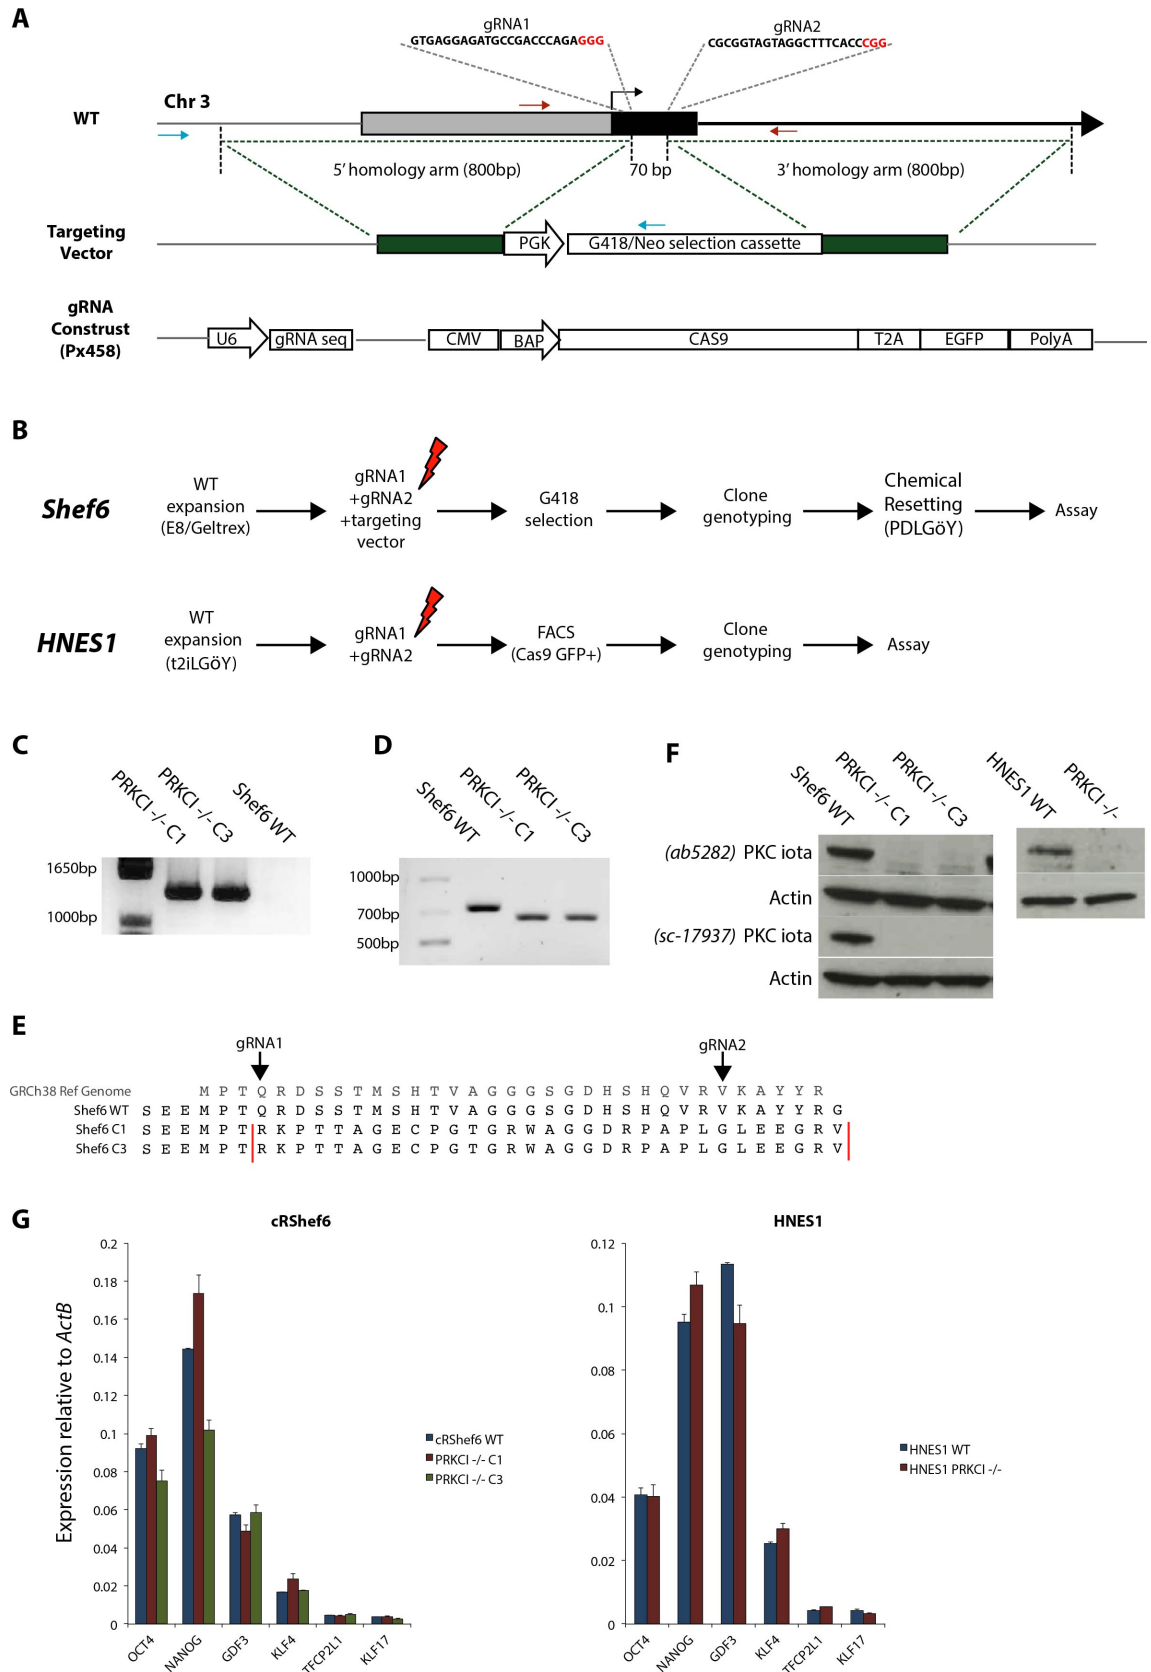 A
gRNA1
GTGAGGAGATGCCGACCCAGAGGG
gRNA2
CGCGGTAGTAGGCTTTCACCCGG
Chr 3
WT
5' homology arm (800bp)
70 bp
3' homology arm (800bp)
Targeting
Vector
PGK
G418/Neo selection cassette
gRNA
Construst
(Px458)
U6
gRNA seq
CMV
BAP
CAS9
T2A
EGFP
PolyA
B
Shef6
WT
expansion
(E8/Geltrex)
gRNA1
+gRNA2
+targeting
vector
G418
selection
Clone
genotyping
Chemical
Resetting
(PDLGöY)
Assay
HNES1
WT
expansion
(t2iLGöY)
gRNA1
+gRNA2
FACS
(Cas9 GFP+)
Clone
genotyping
Assay
C
PRKCI -/- C1
PRKCI -/- C3
Shef6 WT
1650bp
1000bp
D
Shef6 WT
PRKCI -/- C1
PRKCI -/- C3
1000bp
700bp
500bp
F
Shef6 WT
PRKCI -/- C1
PRKCI -/- C3
HNES1 WT
PRKCI -/-
(ab5282) PKC iota
Actin
(sc-17937) PKC iota
Actin
E
gRNA1
gRNA2
GRCh38 Ref Genome M P T Q R D S S T M S H T V A G G G S G D H S H Q V R V K A Y Y R
Shef6 WT S E E M P T Q R D S S T M S H T V A G G G S G D H S H Q V R V K A Y Y R G
Shef6 C1 S E E M P T R K P T T A G E C P G T G R W A G G D R P A P L G L E E G R V
Shef6 C3 S E E M P T R K P T T A G E C P G T G R W A G G D R P A P L G L E E G R V
G
cRShef6
Expression relative to ActB
0.2
0.18
0.16
0.14
0.12
0.1
0.08
0.06
0.04
0.02
0
OCT4
NANOG
GDF3
KLF4
TFCP2L1
KLF17
cRShef6 WT
PRKCI -/- C1
PRKCI -/- C3
HNES1
0.12
0.1
0.08
0.06
0.04
0.02
0
OCT4
NANOG
GDF3
KLF4
TFCP2L1
KLF17
HNES1 WT
HNES1 PRKCI -/-